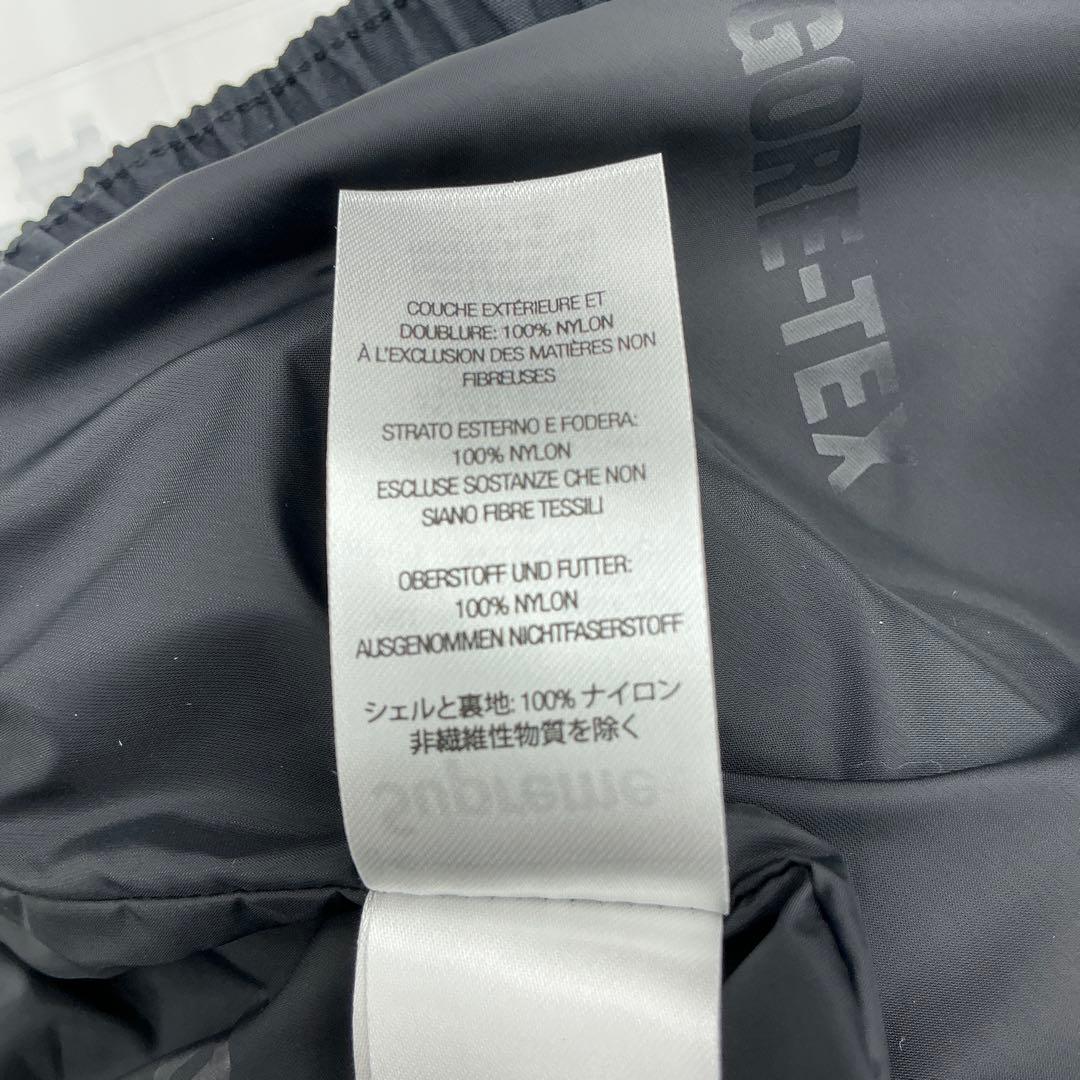 GORE-TEX
COUCHE EXTÉRIEURE ET
DOUBLURE: 100% NYLON
À L'EXCLUSION DES MATIÈRES NON
FIBREUSES
STRATO ESTERNO E FODERA:
100% NYLON
ESCLUSE SOSTANZE CHE NON
SIANO FIBRE TESSILI
OBERSTOFF UND FUTTER:
100% NYLON
AUSGENOMMEN NICHTFASERSTOFF
シェルと裏地: 100% ナイロン
非繊維性物質を除く
Supreme